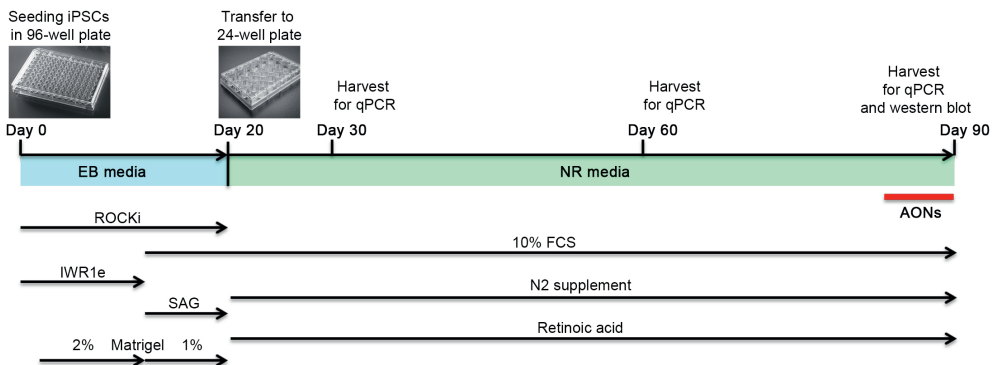 Seeding iPSCs
in 96-well plate
Transfer to
24-well plate
Harvest
for qPCR
Harvest
for qPCR
Harvest
for qPCR
and western blot
Day 0
Day 20
Day 30
Day 60
Day 90
EB media
NR media
AONs
ROCKi
10% FCS
IWR1e
N2 supplement
SAG
Retinoic acid
2% Matrigel 1%